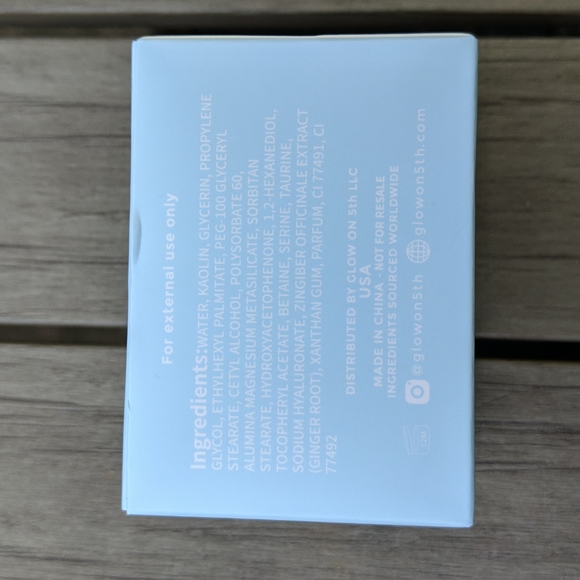 For external use only
Ingredients:WATER, KAOLIN, GLYCERIN, PROPYLENE
GLYCOL, ETHYLHEXYL PALMITATE, PEG-100 GLYCERYL
STEARATE, CETYL ALCOHOL, POLYSORBATE 60,
ALUMINA MAGNESIUM METASILICATE, SORBITAN
STEARATE, HYDROXYACETOPHENONE, 1,2-HEXANEDIOL,
TOCOPHERYL ACETATE, BETAINE, SERINE, TAURINE,
SODIUM HYALURONATE, ZINGIBER OFFICINALE EXTRACT
(GINGER ROOT), XANTHAN GUM, PARFUM, CI 77491, CI
77492
DISTRIBUTED BY GLOW ON 5th LLC
USA
MADE IN CHINA · NOT FOR RESALE
INGREDIENTS SOURCED WORLDWIDE
@glowon5th glowon5th.com
12M